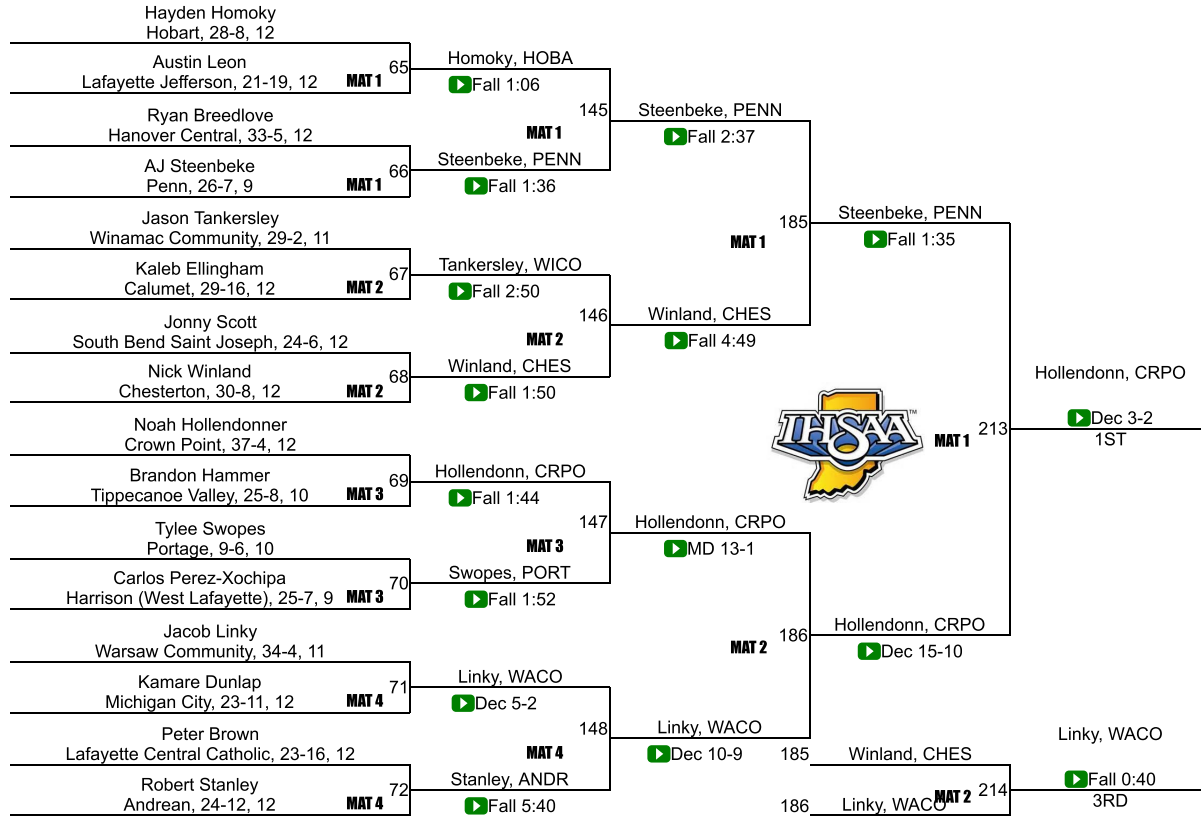 Hayden Homoky
Hobart, 28-8, 12
Austin Leon
Lafayette Jefferson, 21-19, 12
MAT 1
65
Ryan Breedlove
Hanover Central, 33-5, 12
AJ Steenbeke
Penn, 26-7, 9
MAT 1
66
Jason Tankersley
Winamac Community, 29-2, 11
Kaleb Ellingham
Calumet, 29-16, 12
MAT 2
67
Jonny Scott
South Bend Saint Joseph, 24-6, 12
Nick Winland
Chesterton, 30-8, 12
MAT 2
68
Noah Hollendonner
Crown Point, 37-4, 12
Brandon Hammer
Tippecanoe Valley, 25-8, 10
MAT 3
69
Tylee Swopes
Portage, 9-6, 10
Carlos Perez-Xochipa
Harrison (West Lafayette), 25-7, 9
MAT 3
70
Jacob Linky
Warsaw Community, 34-4, 11
Kamare Dunlap
Michigan City, 23-11, 12
MAT 4
71
Peter Brown
Lafayette Central Catholic, 23-16, 12
Robert Stanley
Andrean, 24-12, 12
MAT 4
72
Homoky, HOBA
Fall 1:06
MAT 1
145
Steenbeke, PENN
Fall 1:36
Tankersley, WICO
Fall 2:50
MAT 2
146
Winland, CHES
Fall 1:50
Hollendonn, CRPO
Fall 1:44
MAT 3
147
Swopes, PORT
Fall 1:52
Linky, WACO
Dec 5-2
MAT 4
148
Stanley, ANDR
Fall 5:40
Steenbeke, PENN
Fall 2:37
MAT 1
185
Winland, CHES
Fall 4:49
Hollendonn, CRPO
MD 13-1
MAT 2
186
Linky, WACO
Dec 10-9
Steenbeke, PENN
Fall 1:35
IHSAA™
MAT 1
213
Hollendonn, CRPO
Dec 15-10
Hollendonn, CRPO
Dec 3-2
1ST
185
Winland, CHES
MAT 2
214
186
Linky, WACO
Linky, WACO
Fall 0:40
3RD